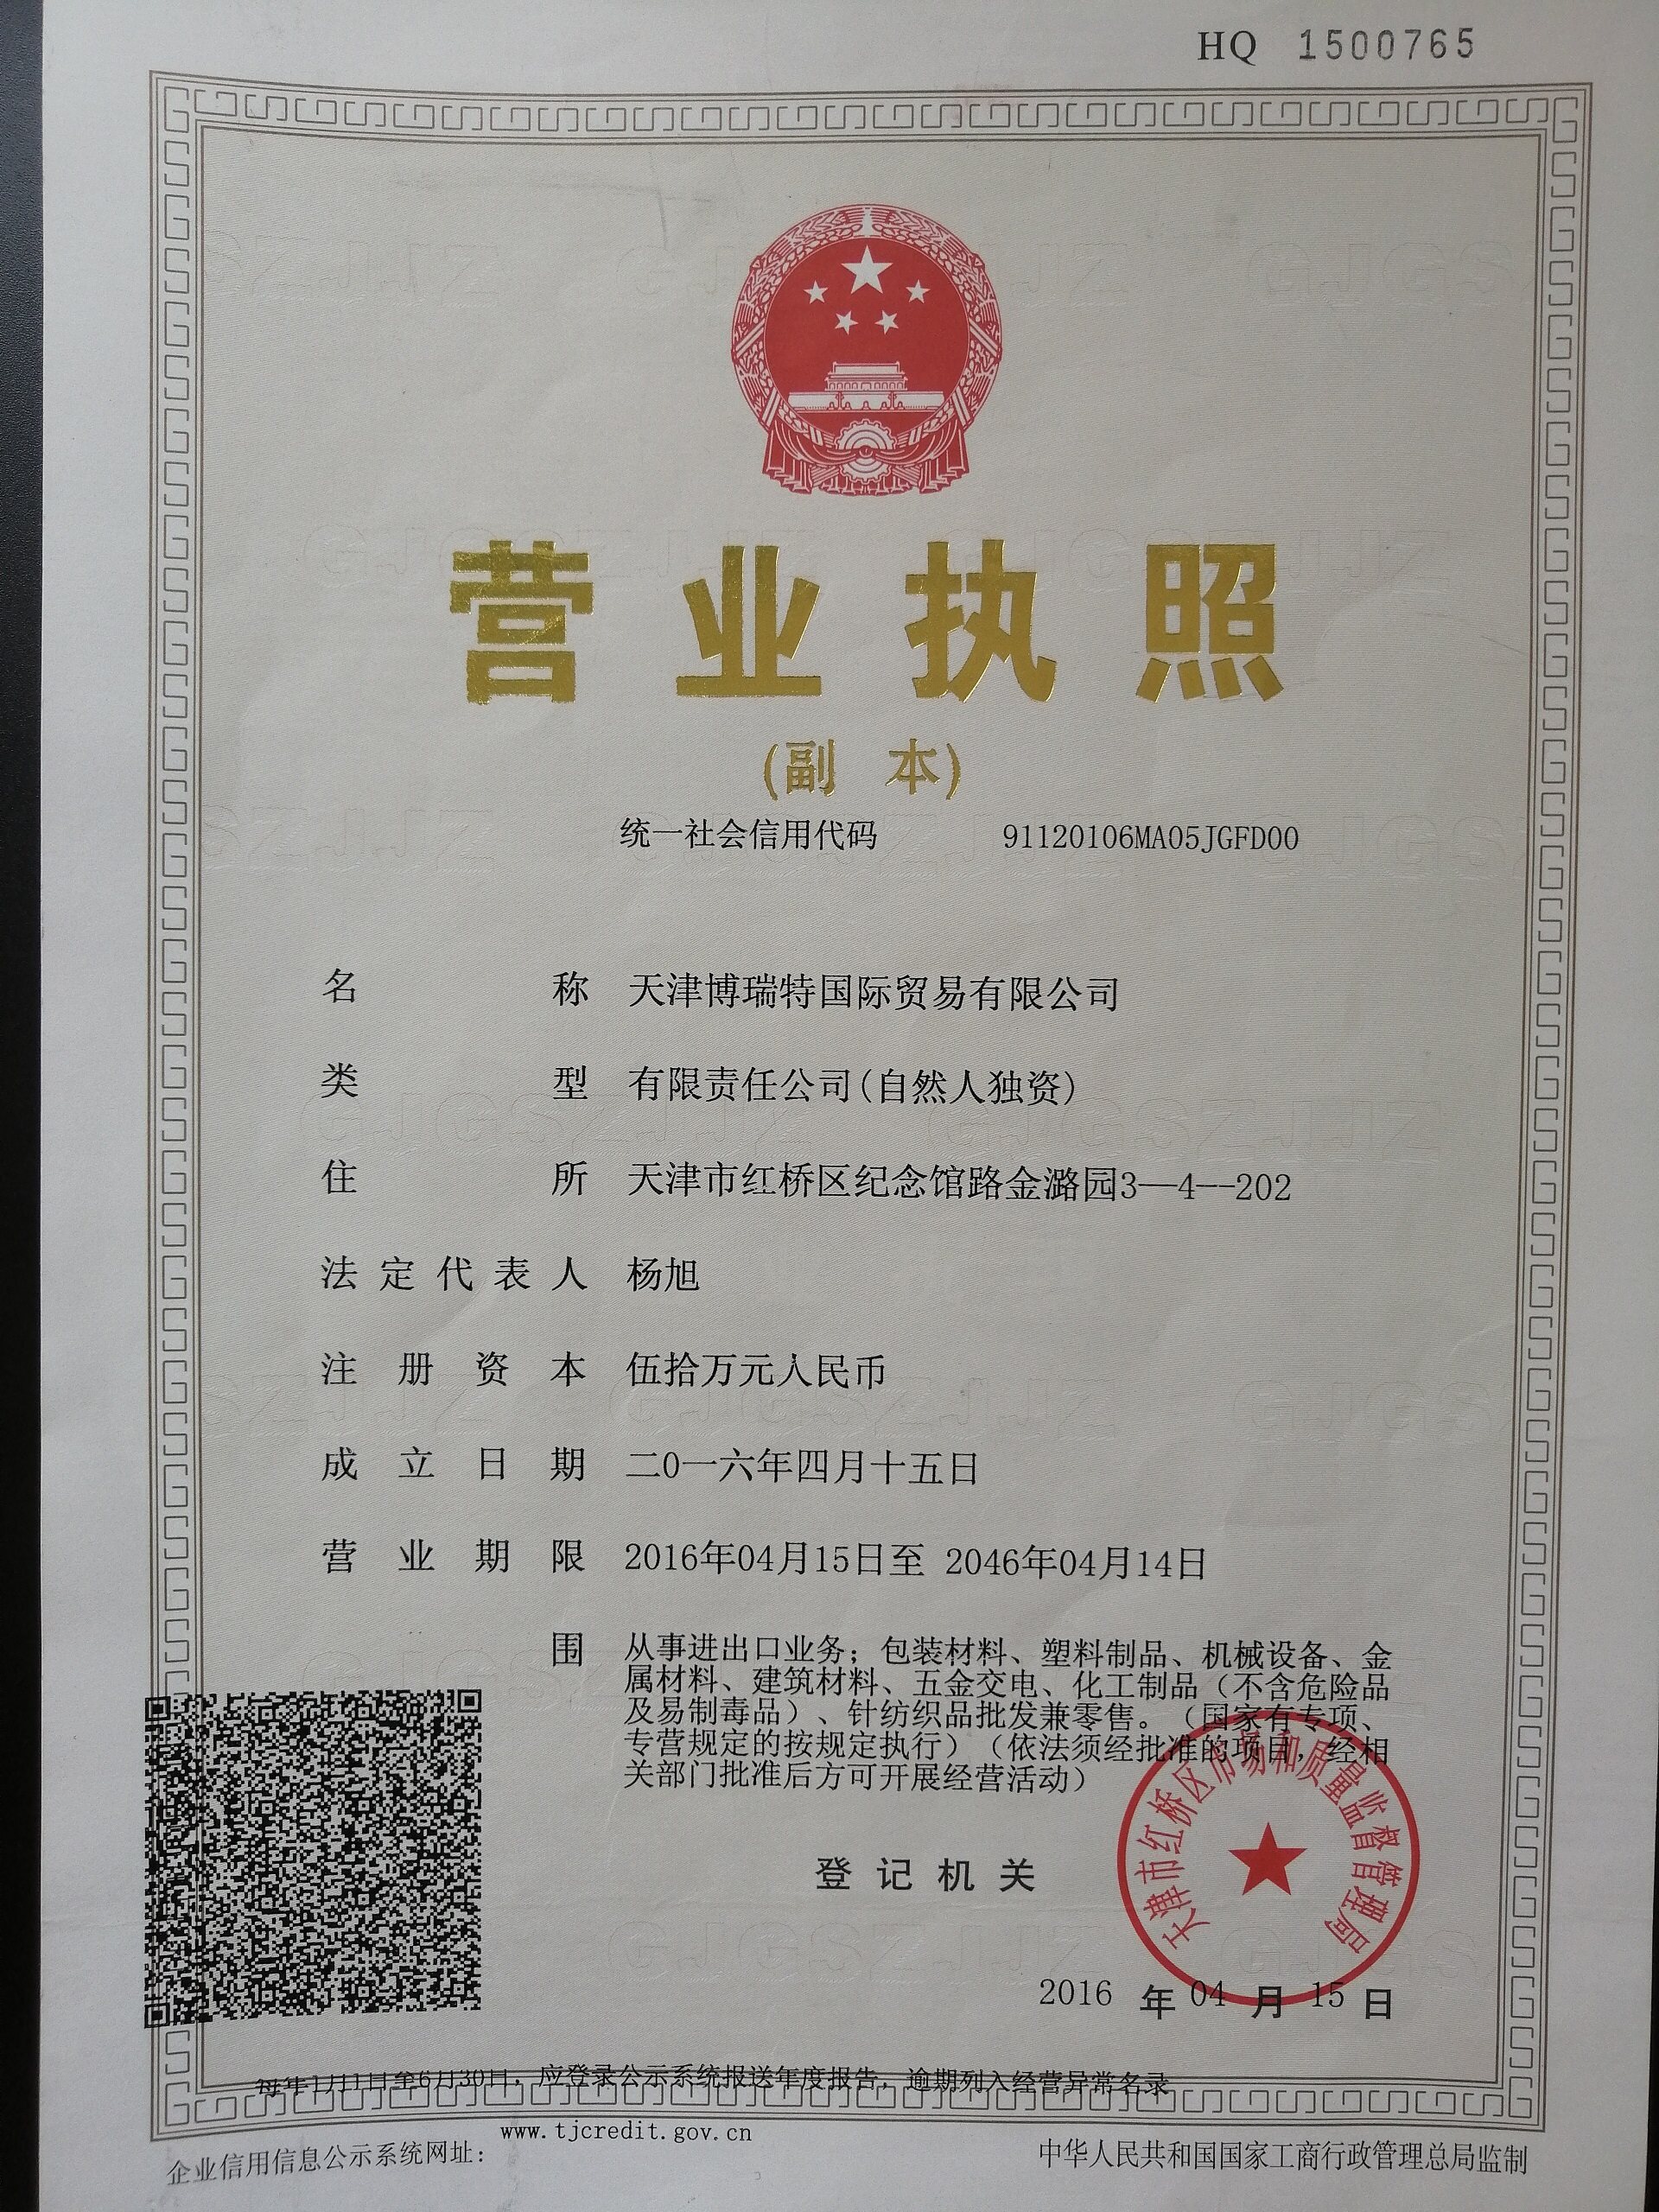 HQ 1500765
营业执照
(副 本)
统一社会信用代码 91120106MA05JGFD00
名 称 天津博瑞特国际贸易有限公司
类 型 有限责任公司(自然人独资)
住 所 天津市红桥区纪念馆路金潞园3—4--202
法定代表人 杨旭
注册资本 伍拾万元人民币
成立日期 二0一六年四月十五日
营业期限 2016年04月15日至 2046年04月14日
围 从事进出口业务；包装材料、塑料制品、机械设备、金
属材料、建筑材料、五金交电、化工制品（不含危险品
及易制毒品）、针纺织品批发兼零售。（国家有专项、
专营规定的按规定执行）（依法须经批准的项目，经相
关部门批准后方可开展经营活动）
登记机关
天津市红桥区市场和质量监督管理局
2016 年 04 月 15 日
每年1月1日至6月30日，应登录公示系统报送年度报告，逾期列入经营异常名录
www.tjcredit.gov.cn
企业信用信息公示系统网址：
中华人民共和国国家工商行政管理总局监制
GJGSZJJZ